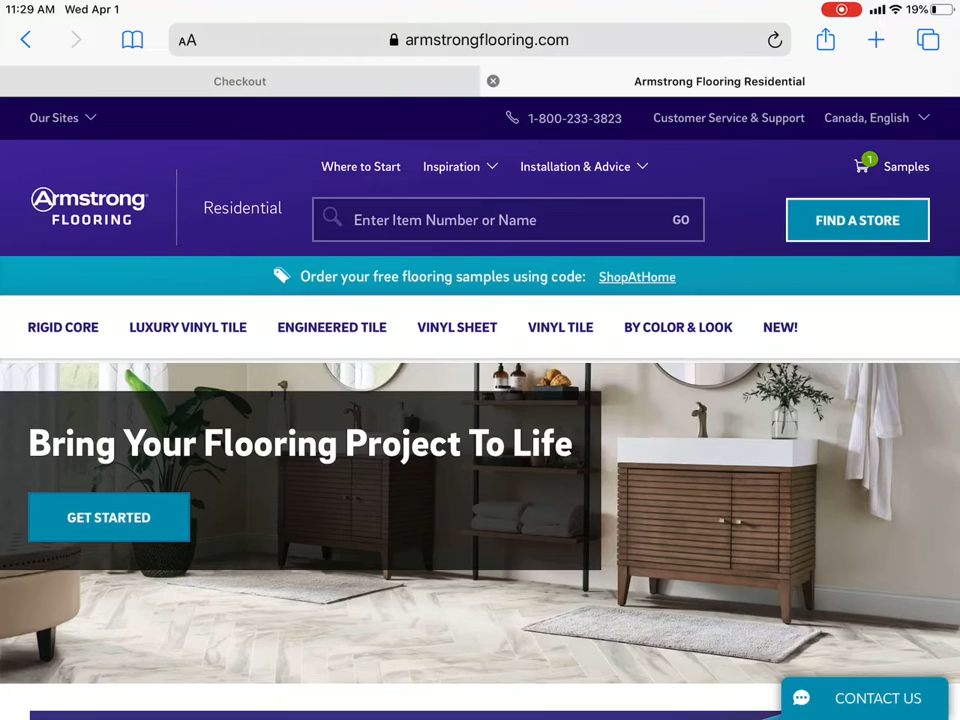 11:29 AM Wed Apr 1
19%
AA
armstrongflooring.com
Checkout
Armstrong Flooring Residential
Our Sites
1-800-233-3823
Customer Service & Support
Canada, English
Where to Start
Inspiration
Installation & Advice
1
Samples
Armstrong
FLOORING
Residential
Enter Item Number or Name
GO
FIND A STORE
Order your free flooring samples using code: ShopAtHome
RIGID CORE
LUXURY VINYL TILE
ENGINEERED TILE
VINYL SHEET
VINYL TILE
BY COLOR & LOOK
NEW!
Bring Your Flooring Project To Life
GET STARTED
CONTACT US